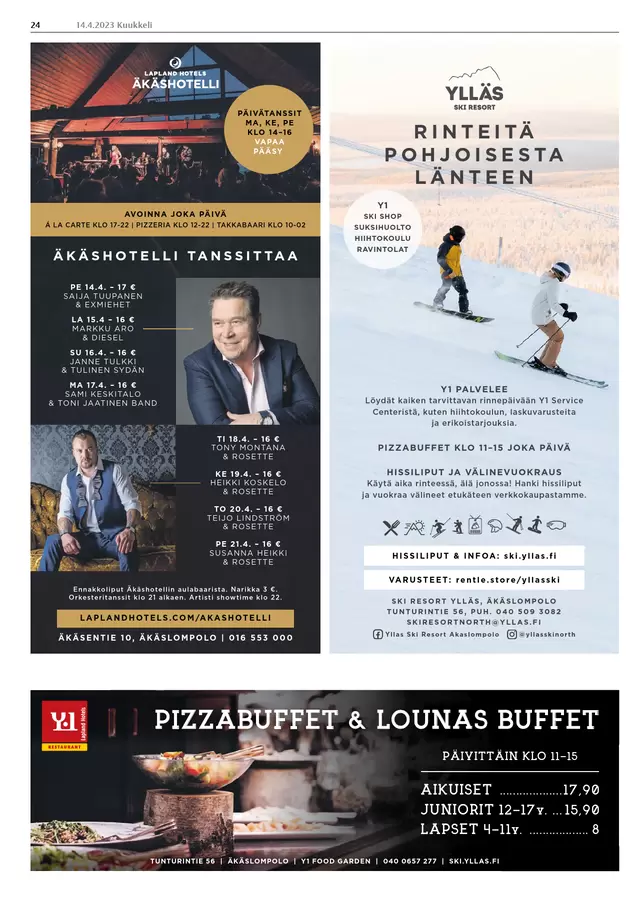 24
14.4.2023 Kuukkeli
LAPLAND HOTELS
ÄKÄSHOTELLI
PÄIVÄTANSSIT
MA, KE, PE
KLO 14–16
VAPAA
PÄÄSY
AVOINNA JOKA PÄIVÄ
Á LA CARTE KLO 17-22 | PIZZERIA KLO 12-22 | TAKKABAARI KLO 10-02
ÄKÄSHOTELLI TANSSITTAA
PE 14.4. – 17 €
SAIJA TUUPANEN
& EXMIEHET
LA 15.4 – 16 €
MARKKU ARO
& DIESEL
SU 16.4. – 16 €
JANNE TULKKI
& TULINEN SYDÄN
MA 17.4. – 16 €
SAMI KESKITALO
& TONI JAATINEN BAND
TI 18.4. – 16 €
TONY MONTANA
& ROSETTE
KE 19.4. – 16 €
HEIKKI KOSKELO
& ROSETTE
TO 20.4. – 16 €
TEIJO LINDSTRÖM
& ROSETTE
PE 21.4. – 16 €
SUSANNA HEIKKI
& ROSETTE
Ennakkoliput Äkäshotellin aulabaarista. Narikka 3 €.
Orkesteritanssit klo 21 alkaen. Artisti showtime klo 22.
LAPLANDHOTELS.COM/AKASHOTELLI
ÄKÄSENTIE 10, ÄKÄSLOMPOLO | 016 553 000
YLLÄS
SKI RESORT
RINTEITÄ
POHJOISESTA
LÄNTEEN
Y1
SKI SHOP
SUKSIHUOLTO
HIIHTOKOULU
RAVINTOLAT
Y1 PALVELEE
Löydät kaiken tarvittavan rinnepäivään Y1 Service
Centeristä, kuten hiihtokoulun, laskuvarusteita
ja erikoistarjouksia.
PIZZABUFFET KLO 11–15 JOKA PÄIVÄ
HISSILIPUT JA VÄLINEVUOKRAUS
Käytä aika rinteessä, älä jonossa! Hanki hissiliput
ja vuokraa välineet etukäteen verkkokaupastamme.
HISSILIPUT & INFOA: ski.yllas.fi
VARUSTEET: rentle.store/yllasski
SKI RESORT YLLÄS, ÄKÄSLOMPOLO
TUNTURINTIE 56, PUH. 040 509 3082
SKIRESORTNORTH@YLLAS.FI
Yllas Ski Resort Akaslompolo @yllasskinorth
Y1
Lapland Hotels
RESTAURANT
PIZZABUFFET & LOUNAS BUFFET
PÄIVITTÄIN KLO 11–15
AIKUISET ...................17,90
JUNIORIT 12–17v. ... 15,90
LAPSET 4–11v. .................. 8
TUNTURINTIE 56 | ÄKÄSLOMPOLO | Y1 FOOD GARDEN | 040 0657 277 | SKI.YLLAS.FI